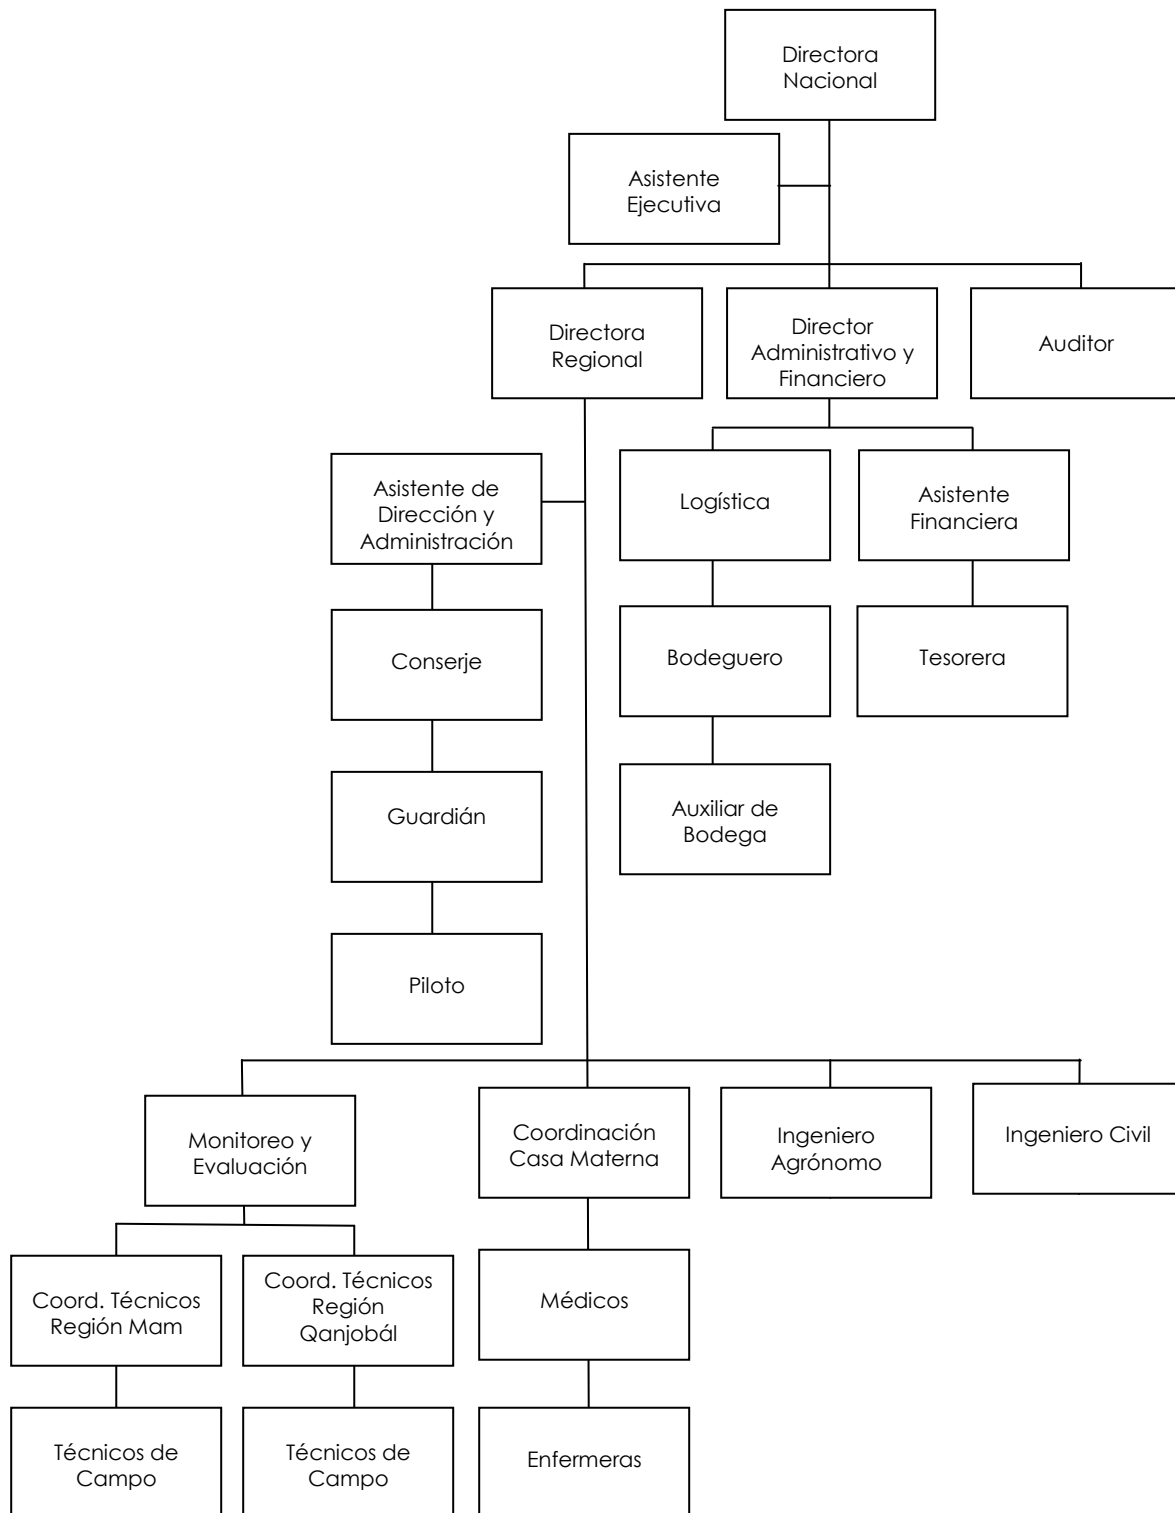 Directora
Nacional
Asistente
Ejecutiva
Directora
Regional
Director
Administrativo y
Financiero
Auditor
Asistente de
Dirección y
Administración
Logística
Asistente
Financiera
Conserje
Bodeguero
Tesorera
Guardián
Auxiliar de
Bodega
Piloto
Monitoreo y
Evaluación
Coordinación
Casa Materna
Ingeniero
Agrónomo
Ingeniero Civil
Coord. Técnicos
Región Mam
Coord. Técnicos
Región
Qanjobál
Médicos
Técnicos de
Campo
Técnicos de
Campo
Enfermeras